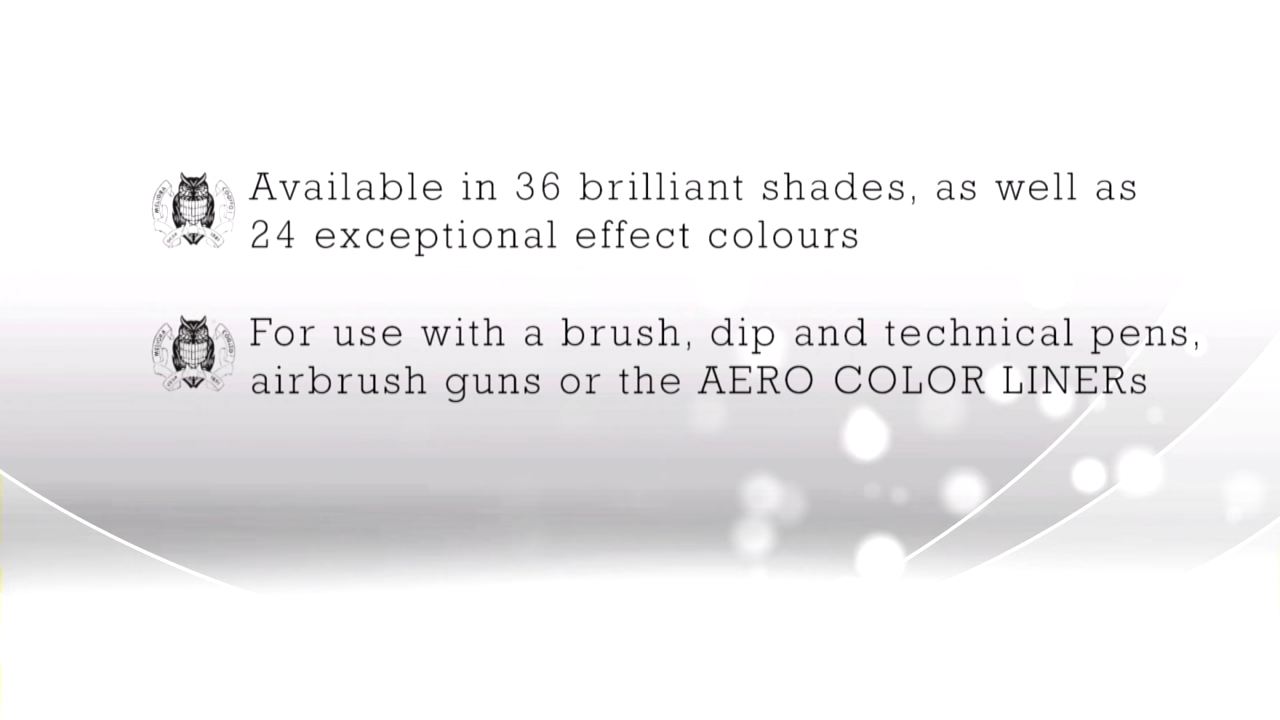 Available in 36 brilliant shades, as well as
24 exceptional effect colours
For use with a brush, dip and technical pens,
airbrush guns or the AERO COLOR LINERs